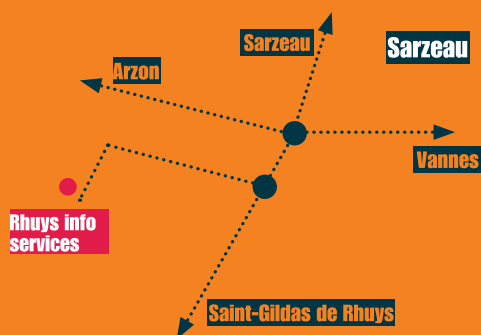 Sarzeau
Sarzeau
Arzon
Vannes
Rhuys info
services
Saint-Gildas de Rhuys